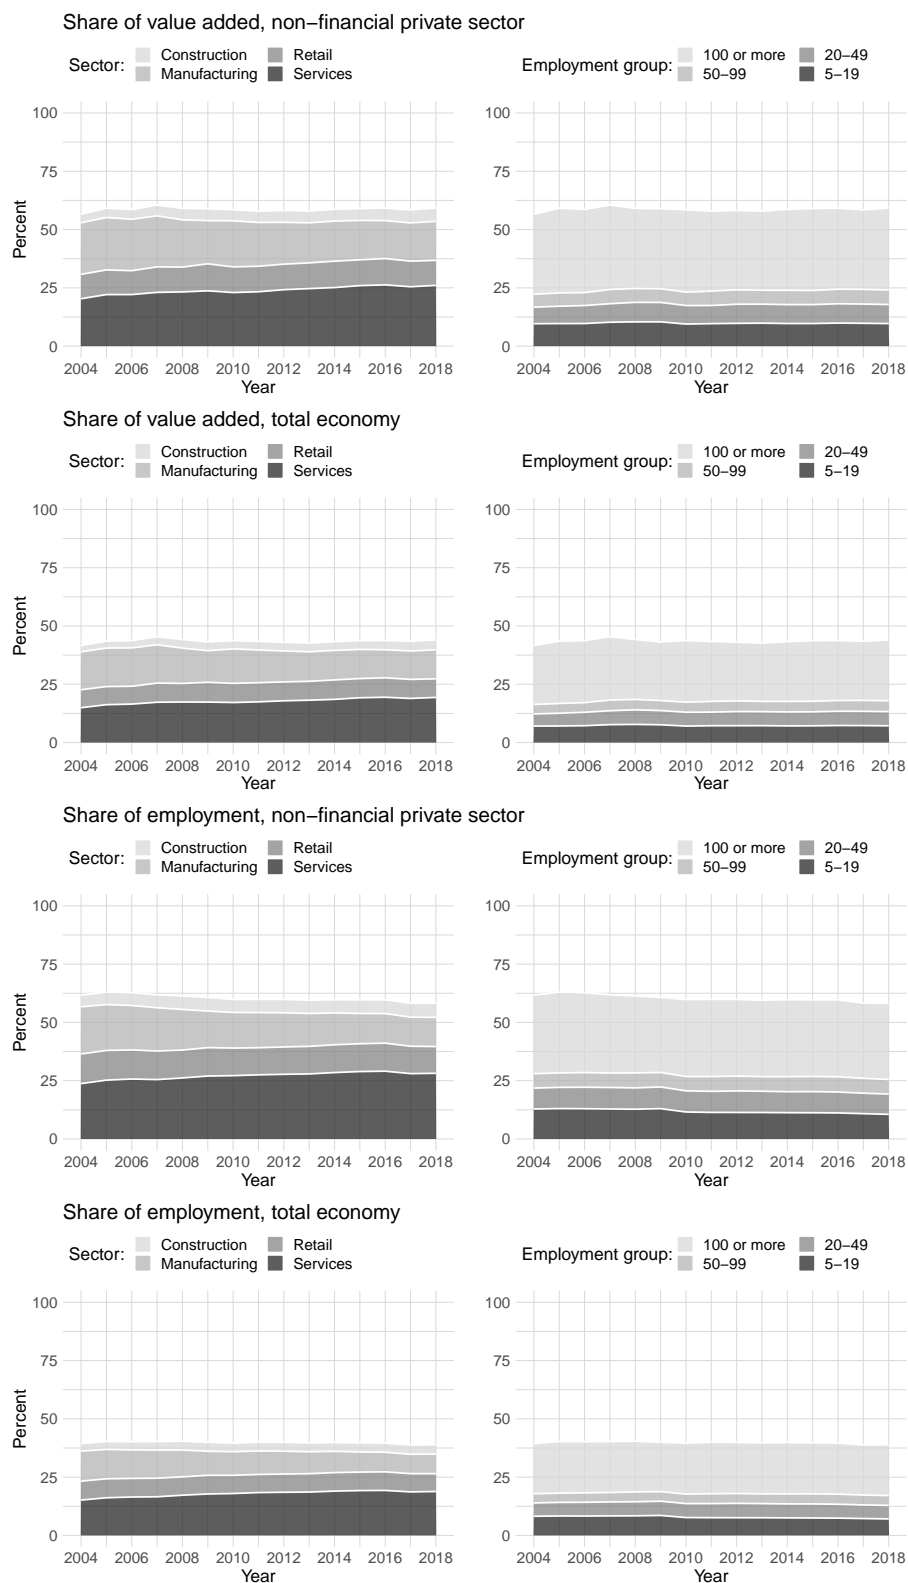 Share of value added, non−financial private sector
Sector: Construction Retail
Manufacturing Services
Employment group: 100 or more 20−49
50−99 5−19
Percent
100
75
50
25
0
2004 2006 2008 2010 2012 2014 2016 2018
Year
100
75
50
25
0
2004 2006 2008 2010 2012 2014 2016 2018
Year
Share of value added, total economy
Sector: Construction Retail
Manufacturing Services
Employment group: 100 or more 20−49
50−99 5−19
Percent
100
75
50
25
0
2004 2006 2008 2010 2012 2014 2016 2018
Year
100
75
50
25
0
2004 2006 2008 2010 2012 2014 2016 2018
Year
Share of employment, non−financial private sector
Sector: Construction Retail
Manufacturing Services
Employment group: 100 or more 20−49
50−99 5−19
Percent
100
75
50
25
0
2004 2006 2008 2010 2012 2014 2016 2018
Year
100
75
50
25
0
2004 2006 2008 2010 2012 2014 2016 2018
Year
Share of employment, total economy
Sector: Construction Retail
Manufacturing Services
Employment group: 100 or more 20−49
50−99 5−19
Percent
100
75
50
25
0
2004 2006 2008 2010 2012 2014 2016 2018
Year
100
75
50
25
0
2004 2006 2008 2010 2012 2014 2016 2018
Year